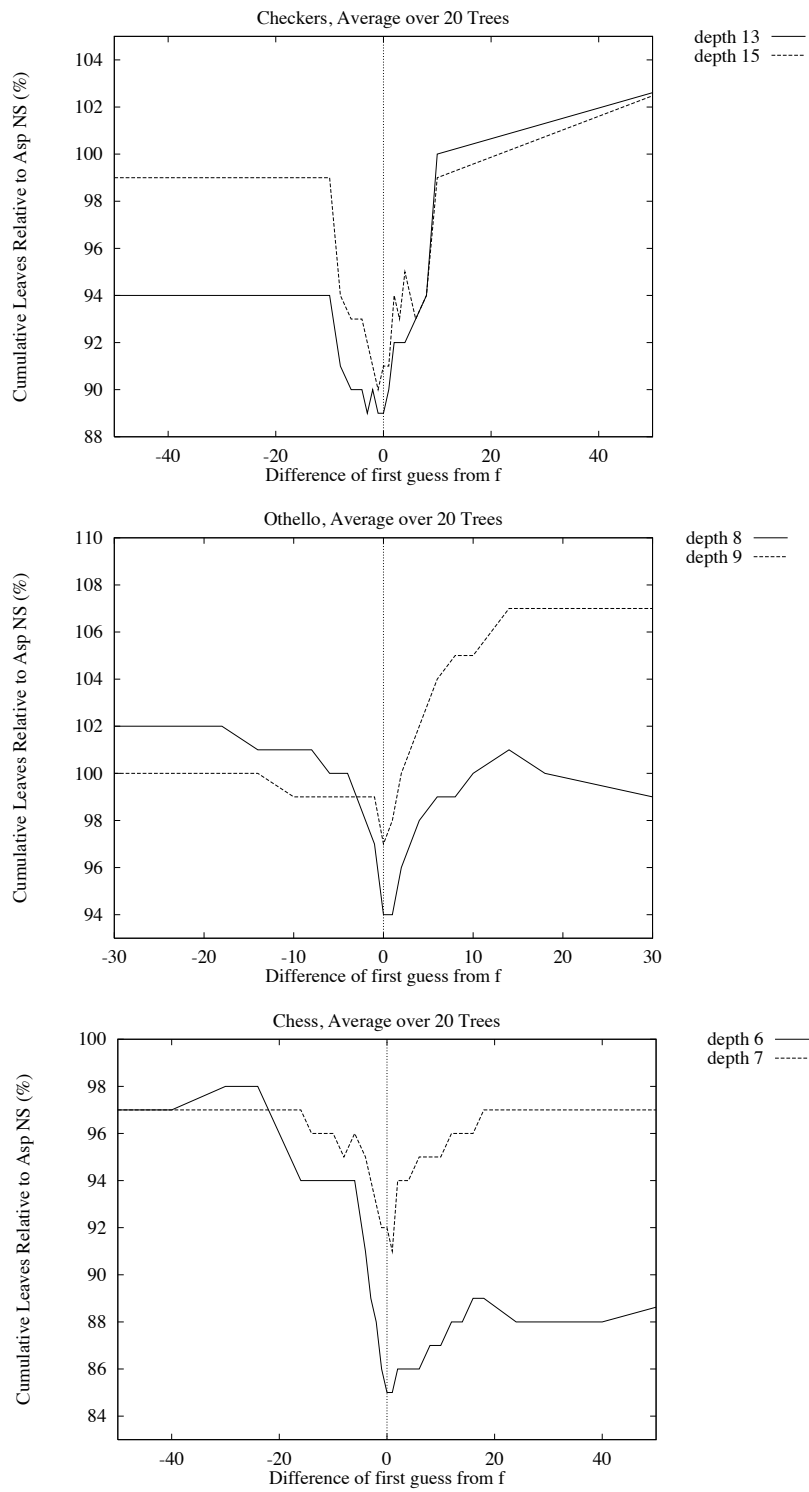 Checkers, Average over 20 Trees
depth 13
depth 15
Cumulative Leaves Relative to Asp NS (%)
104
102
100
98
96
94
92
90
88
-40 -20 0 20 40
Difference of first guess from f
Othello, Average over 20 Trees
depth 8
depth 9
Cumulative Leaves Relative to Asp NS (%)
110
108
106
104
102
100
98
96
94
-30 -20 -10 0 10 20 30
Difference of first guess from f
Chess, Average over 20 Trees
depth 6
depth 7
Cumulative Leaves Relative to Asp NS (%)
100
98
96
94
92
90
88
86
84
-40 -20 0 20 40
Difference of first guess from f